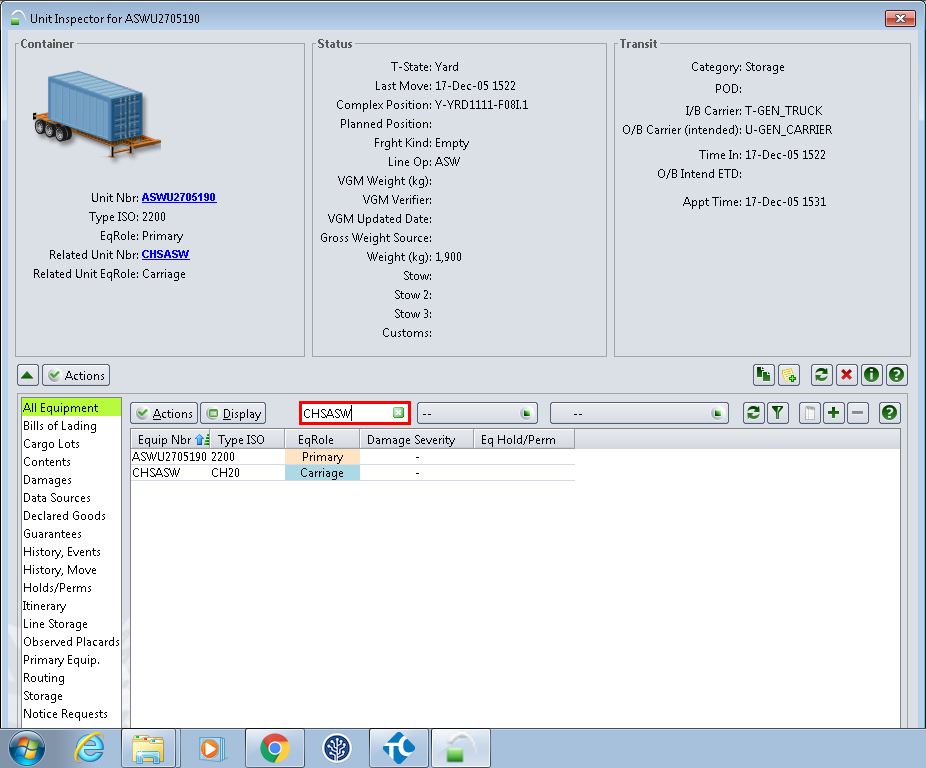 Unit Inspector for ASWU2705190
Container
Unit Nbr: ASWU2705190
Type ISO: 2200
EqRole: Primary
Related Unit Nbr: CHSASW
Related Unit EqRole: Carriage
Status
T-State: Yard
Last Move: 17-Dec-05 1522
Complex Position: Y-YRD1111-F08I.1
Planned Position:
Frght Kind: Empty
Line Op: ASW
VGM Weight (kg):
VGM Verifier:
VGM Updated Date:
Gross Weight Source:
Weight (kg): 1,900
Stow:
Stow 2:
Stow 3:
Customs:
Transit
Category: Storage
POD:
I/B Carrier: T-GEN_TRUCK
O/B Carrier (intended): U-GEN_CARRIER
Time In: 17-Dec-05 1522
O/B Intend ETD:
Appt Time: 17-Dec-05 1531
Actions
All Equipment
Bills of Lading
Cargo Lots
Contents
Damages
Data Sources
Declared Goods
Guarantees
History, Events
History, Move
Holds/Perms
Itinerary
Line Storage
Observed Placards
Primary Equip.
Routing
Storage
Notice Requests
Actions Display CHSASW -- --
Equip Nbr Type ISO EqRole Damage Severity Eq Hold/Perm
ASWU2705190 2200 Primary -
CHSASW CH20 Carriage -